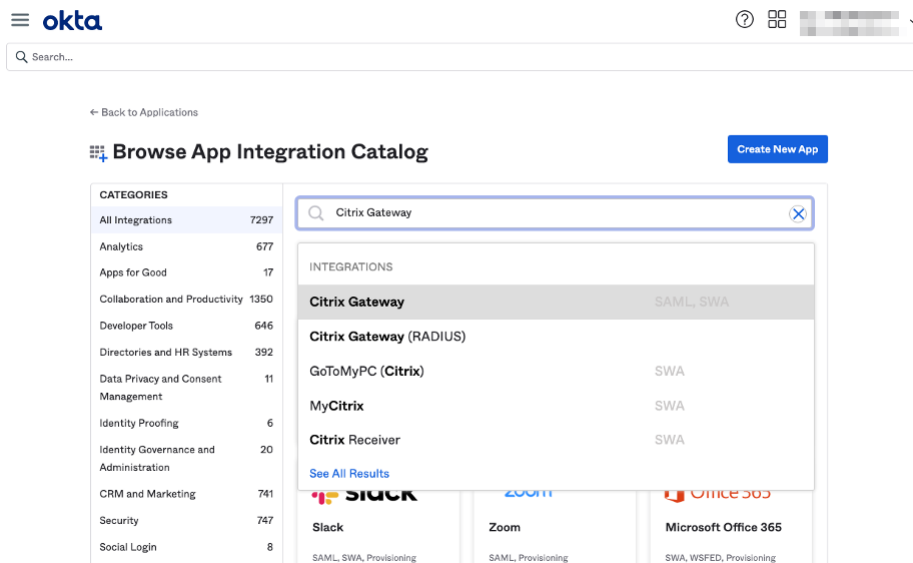 okta
Search...
← Back to Applications
Browse App Integration Catalog
Create New App
CATEGORIES
All Integrations 7297
Analytics 677
Apps for Good 17
Collaboration and Productivity 1350
Developer Tools 646
Directories and HR Systems 392
Data Privacy and Consent
Management 11
Identity Proofing 6
Identity Governance and
Administration 20
CRM and Marketing 741
Security 747
Social Login 8
Citrix Gateway
INTEGRATIONS
Citrix Gateway SAML, SWA
Citrix Gateway (RADIUS)
GoToMyPC (Citrix) SWA
MyCitrix SWA
Citrix Receiver SWA
See All Results
slack zoom Office 365
Slack Zoom Microsoft Office 365
SAML, SWA, Provisioning SAML, Provisioning SWA, WSFED, Provisioning